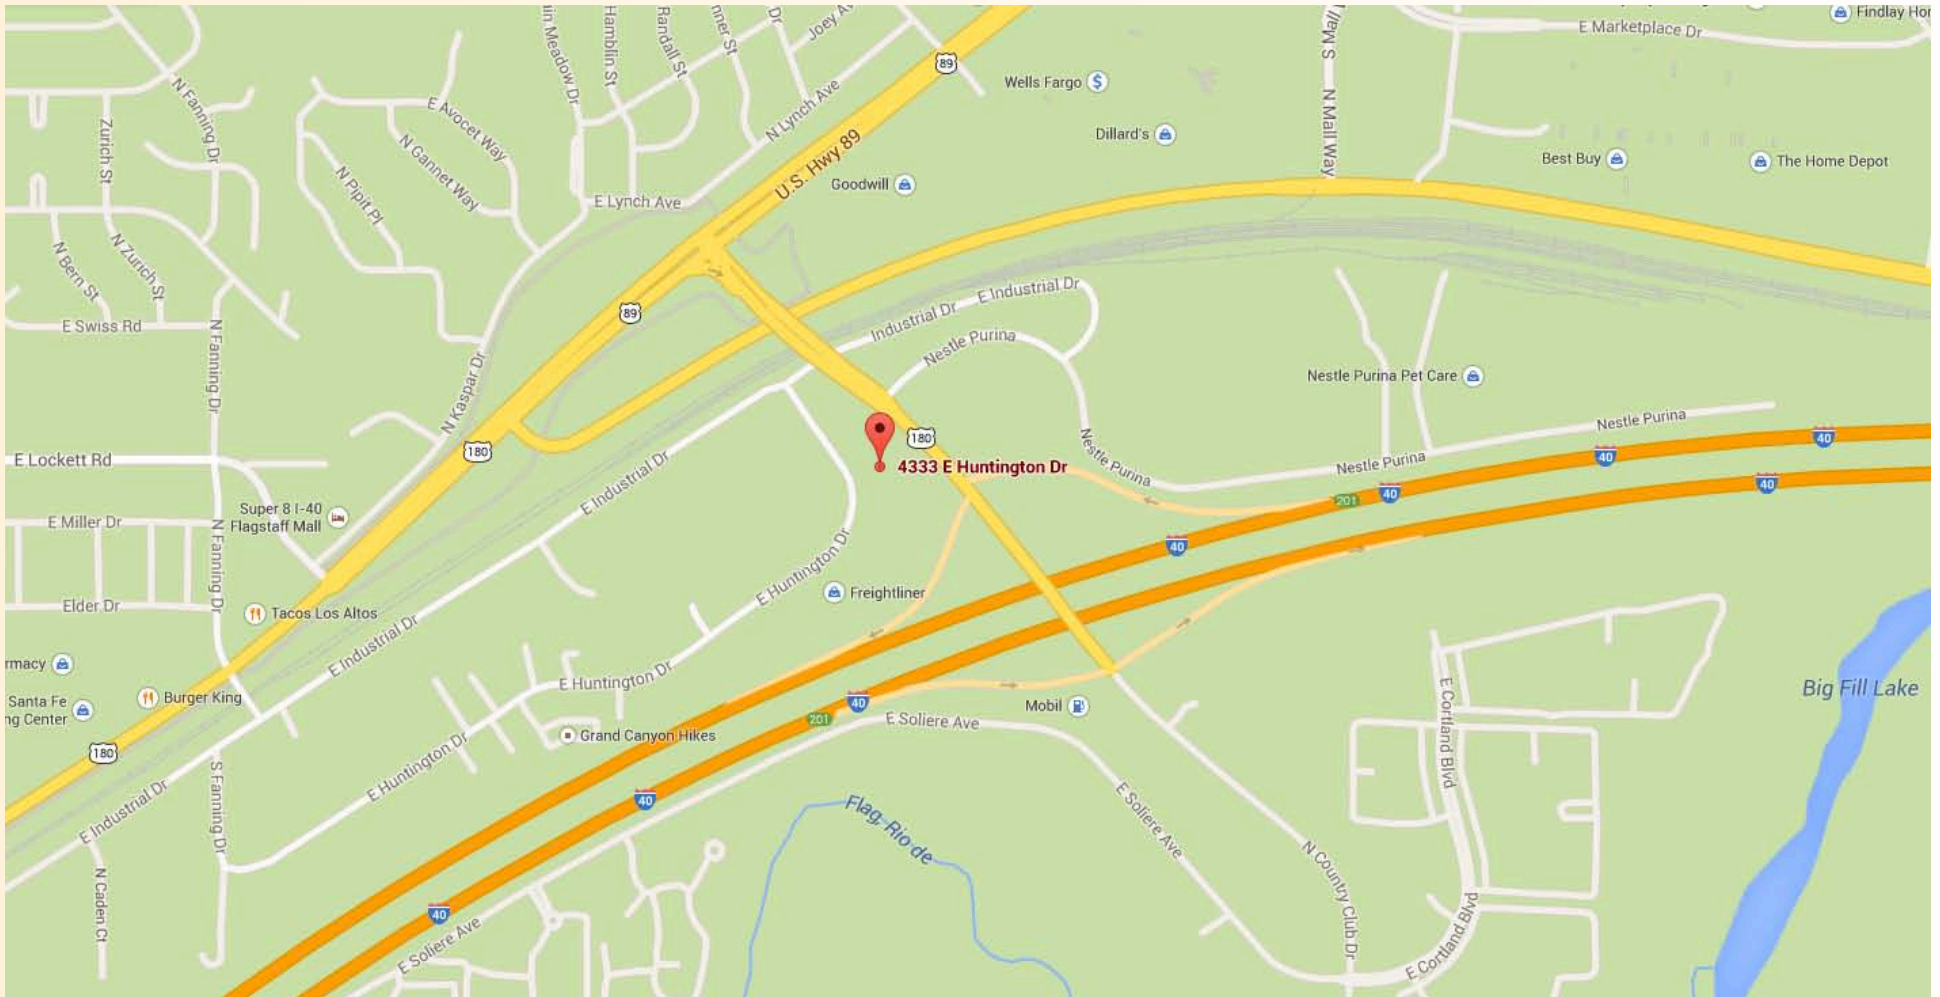 E Marketplace Dr
Joey Av
Hamblin St
Randall St
S Mall
89
Wells Fargo
N Fanning Dr
E Avocet Way
N Lynch Ave
U.S. Hwy 89
Dillard's
N Mall Way
Best Buy
The Home Depot
Zurich St
N Gannet Way
N Pipit Pl
Goodwill
E Lynch Ave
N Bern St
N Zurich St
E Industrial Dr
89
Industrial Dr
E Swiss Rd
N Fanning Dr
Nestle Purina
N Kaspar Dr
Nestle Purina Pet Care
Nestle Purina
180
180
40
40
E Lockett Rd
E Industrial Dr
4333 E Huntington Dr
Nestle Purina
Nestle Purina
40
201
40
Super 8 I-40
Flagstaff Mall
E Miller Dr
N Fanning Dr
40
E Huntington Dr
Freightliner
Elder Dr
Tacos Los Altos
E Industrial Dr
E Huntington Dr
Burger King
Santa Fe
ng Center
rmacy
40
201
Mobil
E Soliere Ave
E Cortland Blvd
Big Fill Lake
Grand Canyon Hikes
180
E Huntington Dr
S Fanning Dr
E Industrial Dr
40
Flag, Rio de
E Soliere Ave
N Country Club Dr
N Caden Ct
40
E Soliere Ave
E Cortland Blvd